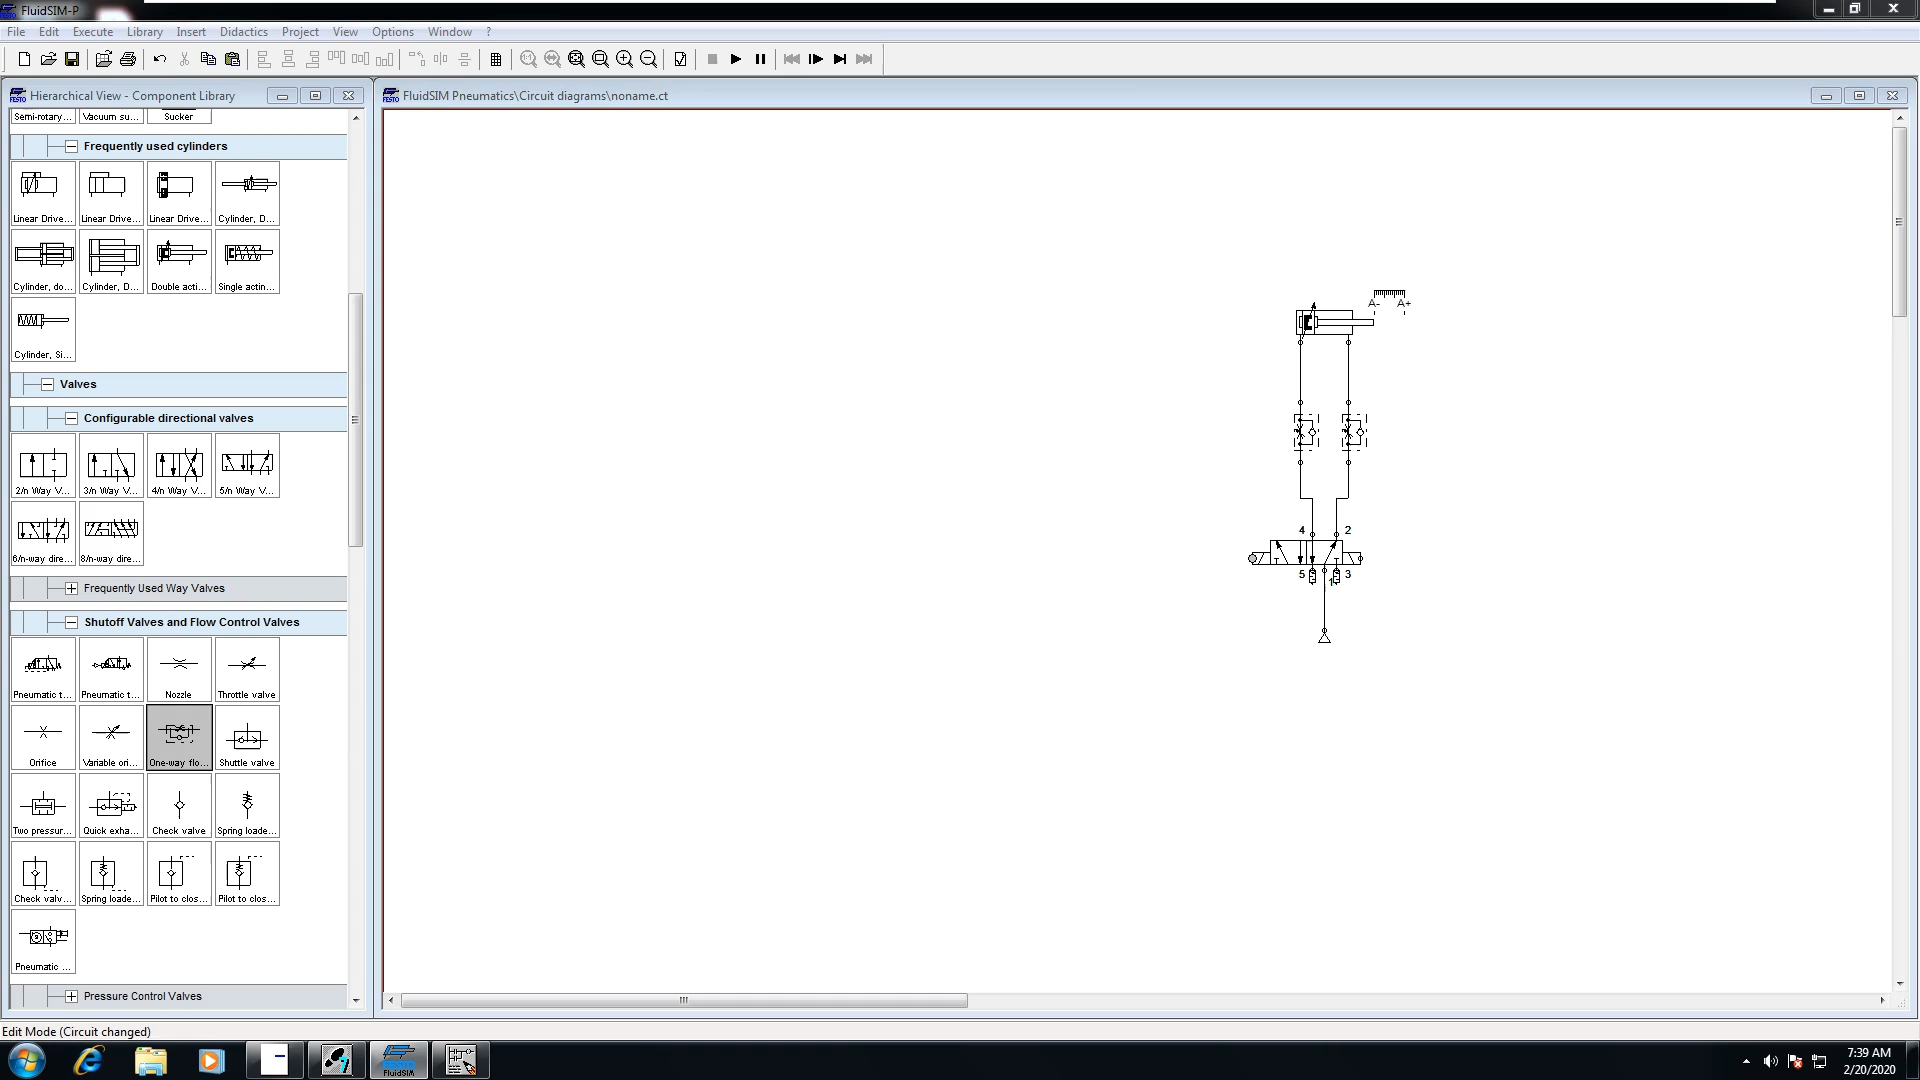 FluidSIM-P
File Edit Execute Library Insert Didactics Project View Options Window ?
Hierarchical View - Component Library
FluidSIM Pneumatics\Circuit diagrams\noname.ct
Semi-rotary... Vacuum su... Sucker
Frequently used cylinders
Linear Drive... Linear Drive... Linear Drive... Cylinder, D...
Cylinder, do... Cylinder, D... Double acti... Single actin...
Cylinder, Si...
Valves
Configurable directional valves
2/n Way V... 3/n Way V... 4/n Way V... 5/n Way V...
6/n-way dire... 8/n-way dire...
Frequently Used Way Valves
Shutoff Valves and Flow Control Valves
Pneumatic t... Pneumatic t... Nozzle Throttle valve
Orifice Variable ori... One-way flo... Shuttle valve
Two pressur... Quick exha... Check valve Spring loade...
Check valv... Spring loade... Pilot to clos... Pilot to clos...
Pneumatic ...
Pressure Control Valves
A- A+
4 2
5 1 3
Edit Mode (Circuit changed)
FESTO
FluidSIM
7:39 AM
2/20/2020